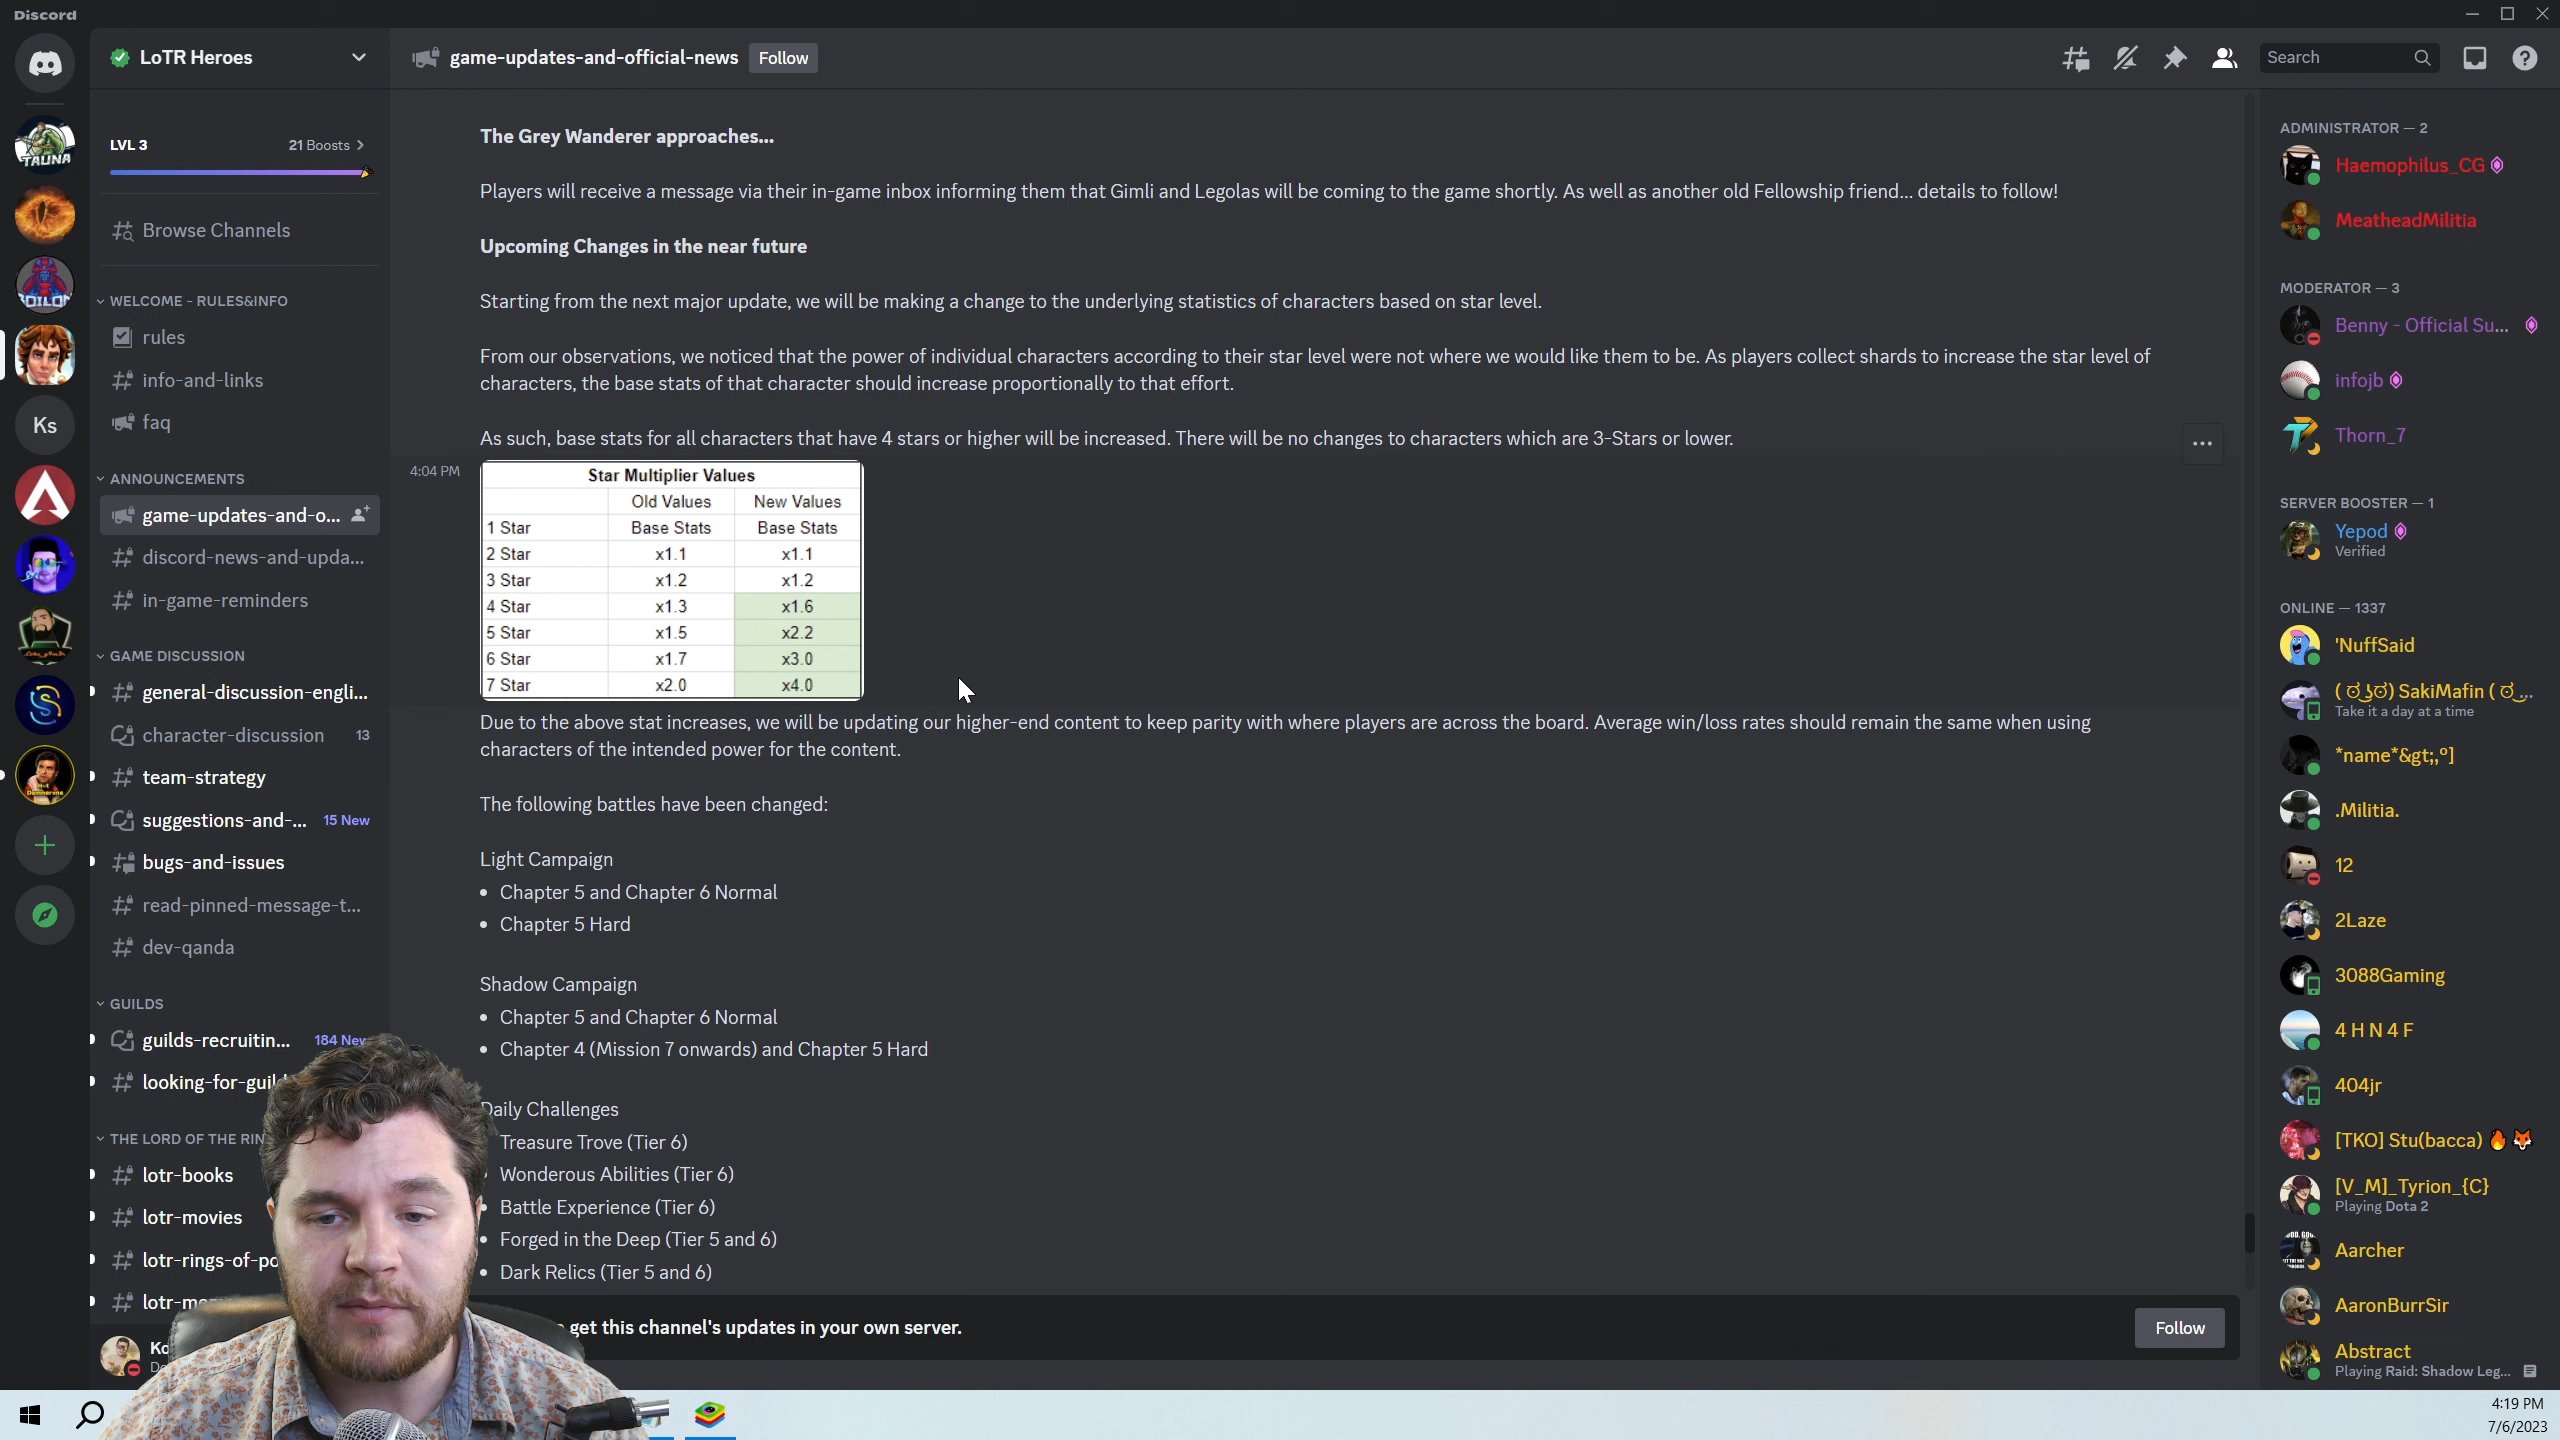 Discord
LoTR Heroes
game-updates-and-official-news
Follow
Search
LVL 3
21 Boosts
Browse Channels
WELCOME - RULES&INFO
rules
info-and-links
faq
ANNOUNCEMENTS
game-updates-and-o...
discord-news-and-upda...
in-game-reminders
GAME DISCUSSION
general-discussion-engli...
character-discussion 13
team-strategy
suggestions-and-... 15 New
bugs-and-issues
read-pinned-message-t...
dev-qanda
GUILDS
guilds-recruitin... 184 New
looking-for-guil
THE LORD OF THE RIN
lotr-books
lotr-movies
lotr-rings-of-po
lotr-me
TAUNA
Ks
The Grey Wanderer approaches...
Players will receive a message via their in-game inbox informing them that Gimli and Legolas will be coming to the game shortly. As well as another old Fellowship friend... details to follow!
Upcoming Changes in the near future
Starting from the next major update, we will be making a change to the underlying statistics of characters based on star level.
From our observations, we noticed that the power of individual characters according to their star level were not where we would like them to be. As players collect shards to increase the star level of
characters, the base stats of that character should increase proportionally to that effort.
As such, base stats for all characters that have 4 stars or higher will be increased. There will be no changes to characters which are 3-Stars or lower.
4:04 PM
Star Multiplier Values
Old Values New Values
1 Star Base Stats Base Stats
2 Star x1.1 x1.1
3 Star x1.2 x1.2
4 Star x1.3 x1.6
5 Star x1.5 x2.2
6 Star x1.7 x3.0
7 Star x2.0 x4.0
Due to the above stat increases, we will be updating our higher-end content to keep parity with where players are across the board. Average win/loss rates should remain the same when using
characters of the intended power for the content.
The following battles have been changed:
Light Campaign
• Chapter 5 and Chapter 6 Normal
• Chapter 5 Hard
Shadow Campaign
• Chapter 5 and Chapter 6 Normal
• Chapter 4 (Mission 7 onwards) and Chapter 5 Hard
Daily Challenges
Treasure Trove (Tier 6)
• Wonderous Abilities (Tier 6)
• Battle Experience (Tier 6)
• Forged in the Deep (Tier 5 and 6)
• Dark Relics (Tier 5 and 6)
get this channel's updates in your own server.
Follow
ADMINISTRATOR — 2
Haemophilus_CG
MeatheadMilitia
MODERATOR — 3
Benny - Official Su...
infojb
Thorn_7
SERVER BOOSTER — 1
Yepod
Verified
ONLINE — 1337
'NuffSaid
SakiMafin
Take it a day at a time
*name*&gt;,°]
.Militia.
12
2Laze
3088Gaming
4 H N 4 F
404jr
[TKO] Stu(bacca)
[V_M]_Tyrion_{C}
Playing Dota 2
Aarcher
AaronBurrSir
Abstract
Playing Raid: Shadow Leg...
4:19 PM
7/6/2023